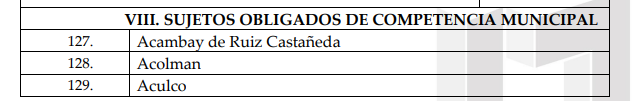 VIII. SUJETOS OBLIGADOS DE COMPETENCIA MUNICIPAL
127. Acambay de Ruiz Castañeda
128. Acolman
129. Aculco